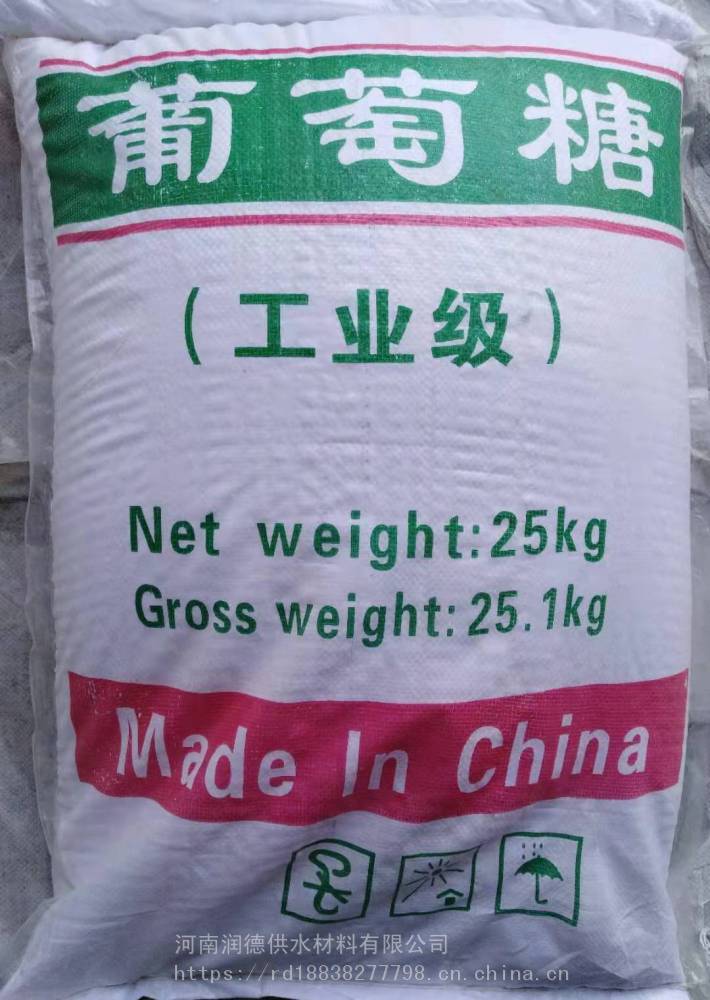 葡萄糖
（工业级）
Net weight:25kg
Gross weight:25.1kg
Made In China
河南润德供水材料有限公司
https://rd18838277798.cn.china.cn